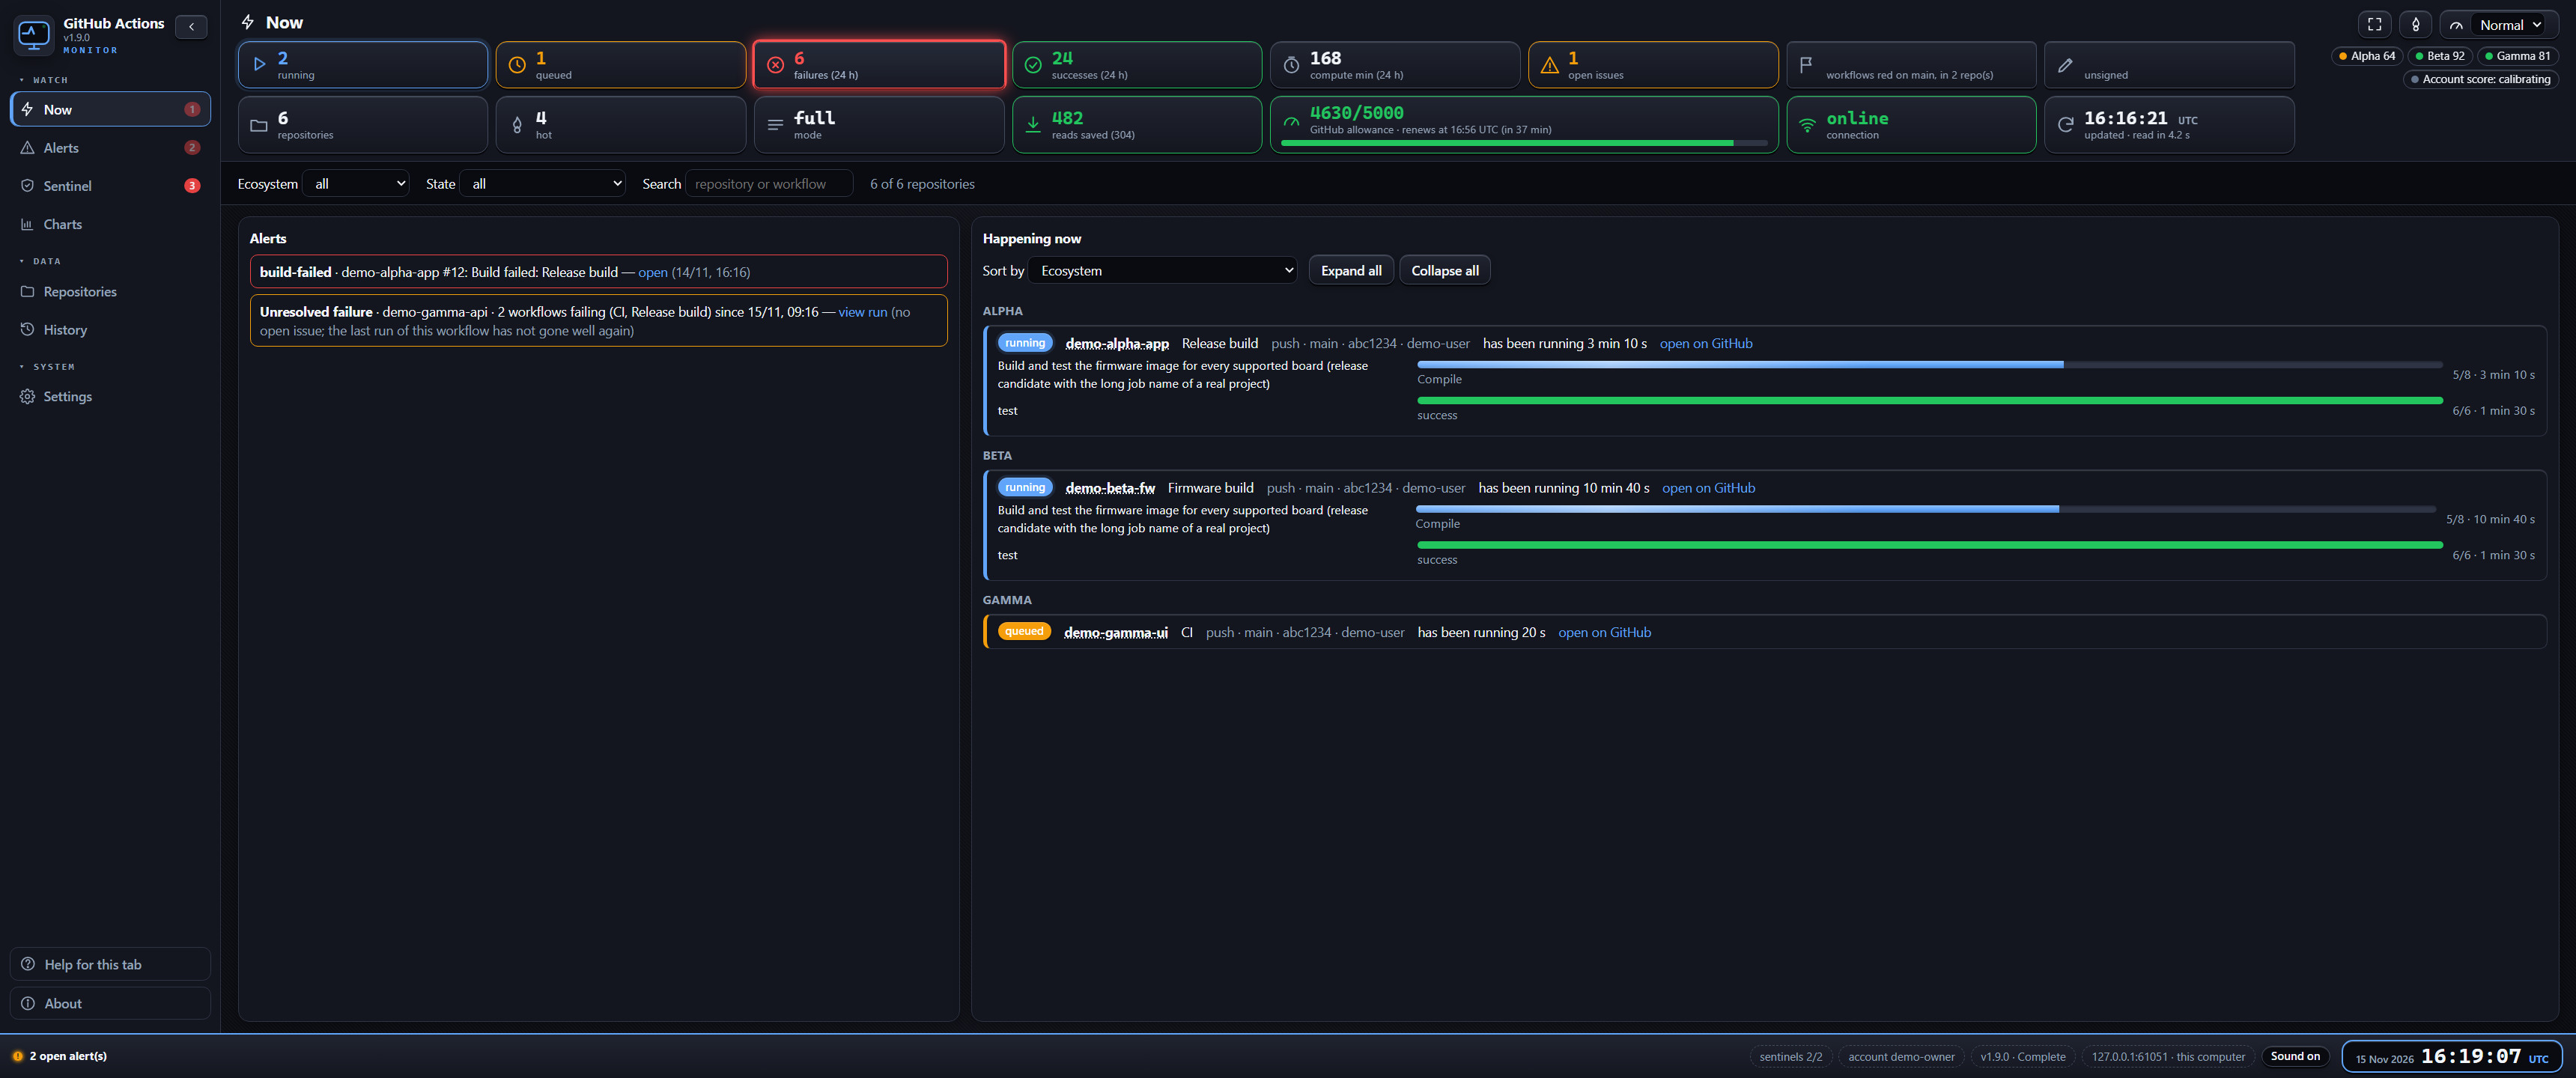 GitHub Actions
v1.9.0
MONITOR
WATCH
Now 1
Alerts 2
Sentinel 3
Charts
DATA
Repositories
History
SYSTEM
Settings
Help for this tab
About
Now
Normal
2
running
1
queued
6
failures (24 h)
24
successes (24 h)
168
compute min (24 h)
1
open issues
workflows red on main, in 2 repo(s)
unsigned
Alpha 64
Beta 92
Gamma 81
Account score: calibrating
6
repositories
4
hot
full
mode
482
reads saved (304)
4630/5000
GitHub allowance · renews at 16:56 UTC (in 37 min)
online
connection
16:16:21 UTC
updated · read in 4.2 s
Ecosystem all State all Search repository or workflow 6 of 6 repositories
Alerts
build-failed · demo-alpha-app #12: Build failed: Release build — open (14/11, 16:16)
Unresolved failure · demo-gamma-api · 2 workflows failing (CI, Release build) since 15/11, 09:16 — view run (no
open issue; the last run of this workflow has not gone well again)
Happening now
Sort by Ecosystem Expand all Collapse all
ALPHA
running demo-alpha-app Release build push · main · abc1234 · demo-user has been running 3 min 10 s open on GitHub
Build and test the firmware image for every supported board (release
candidate with the long job name of a real project)
Compile
5/8 · 3 min 10 s
test
success
6/6 · 1 min 30 s
BETA
running demo-beta-fw Firmware build push · main · abc1234 · demo-user has been running 10 min 40 s open on GitHub
Build and test the firmware image for every supported board (release
candidate with the long job name of a real project)
Compile
5/8 · 10 min 40 s
test
success
6/6 · 1 min 30 s
GAMMA
queued demo-gamma-ui CI push · main · abc1234 · demo-user has been running 20 s open on GitHub
2 open alert(s)
sentinels 2/2
account demo-owner
v1.9.0 · Complete
127.0.0.1:61051 · this computer
Sound on
15 Nov 2026 16:19:07 UTC